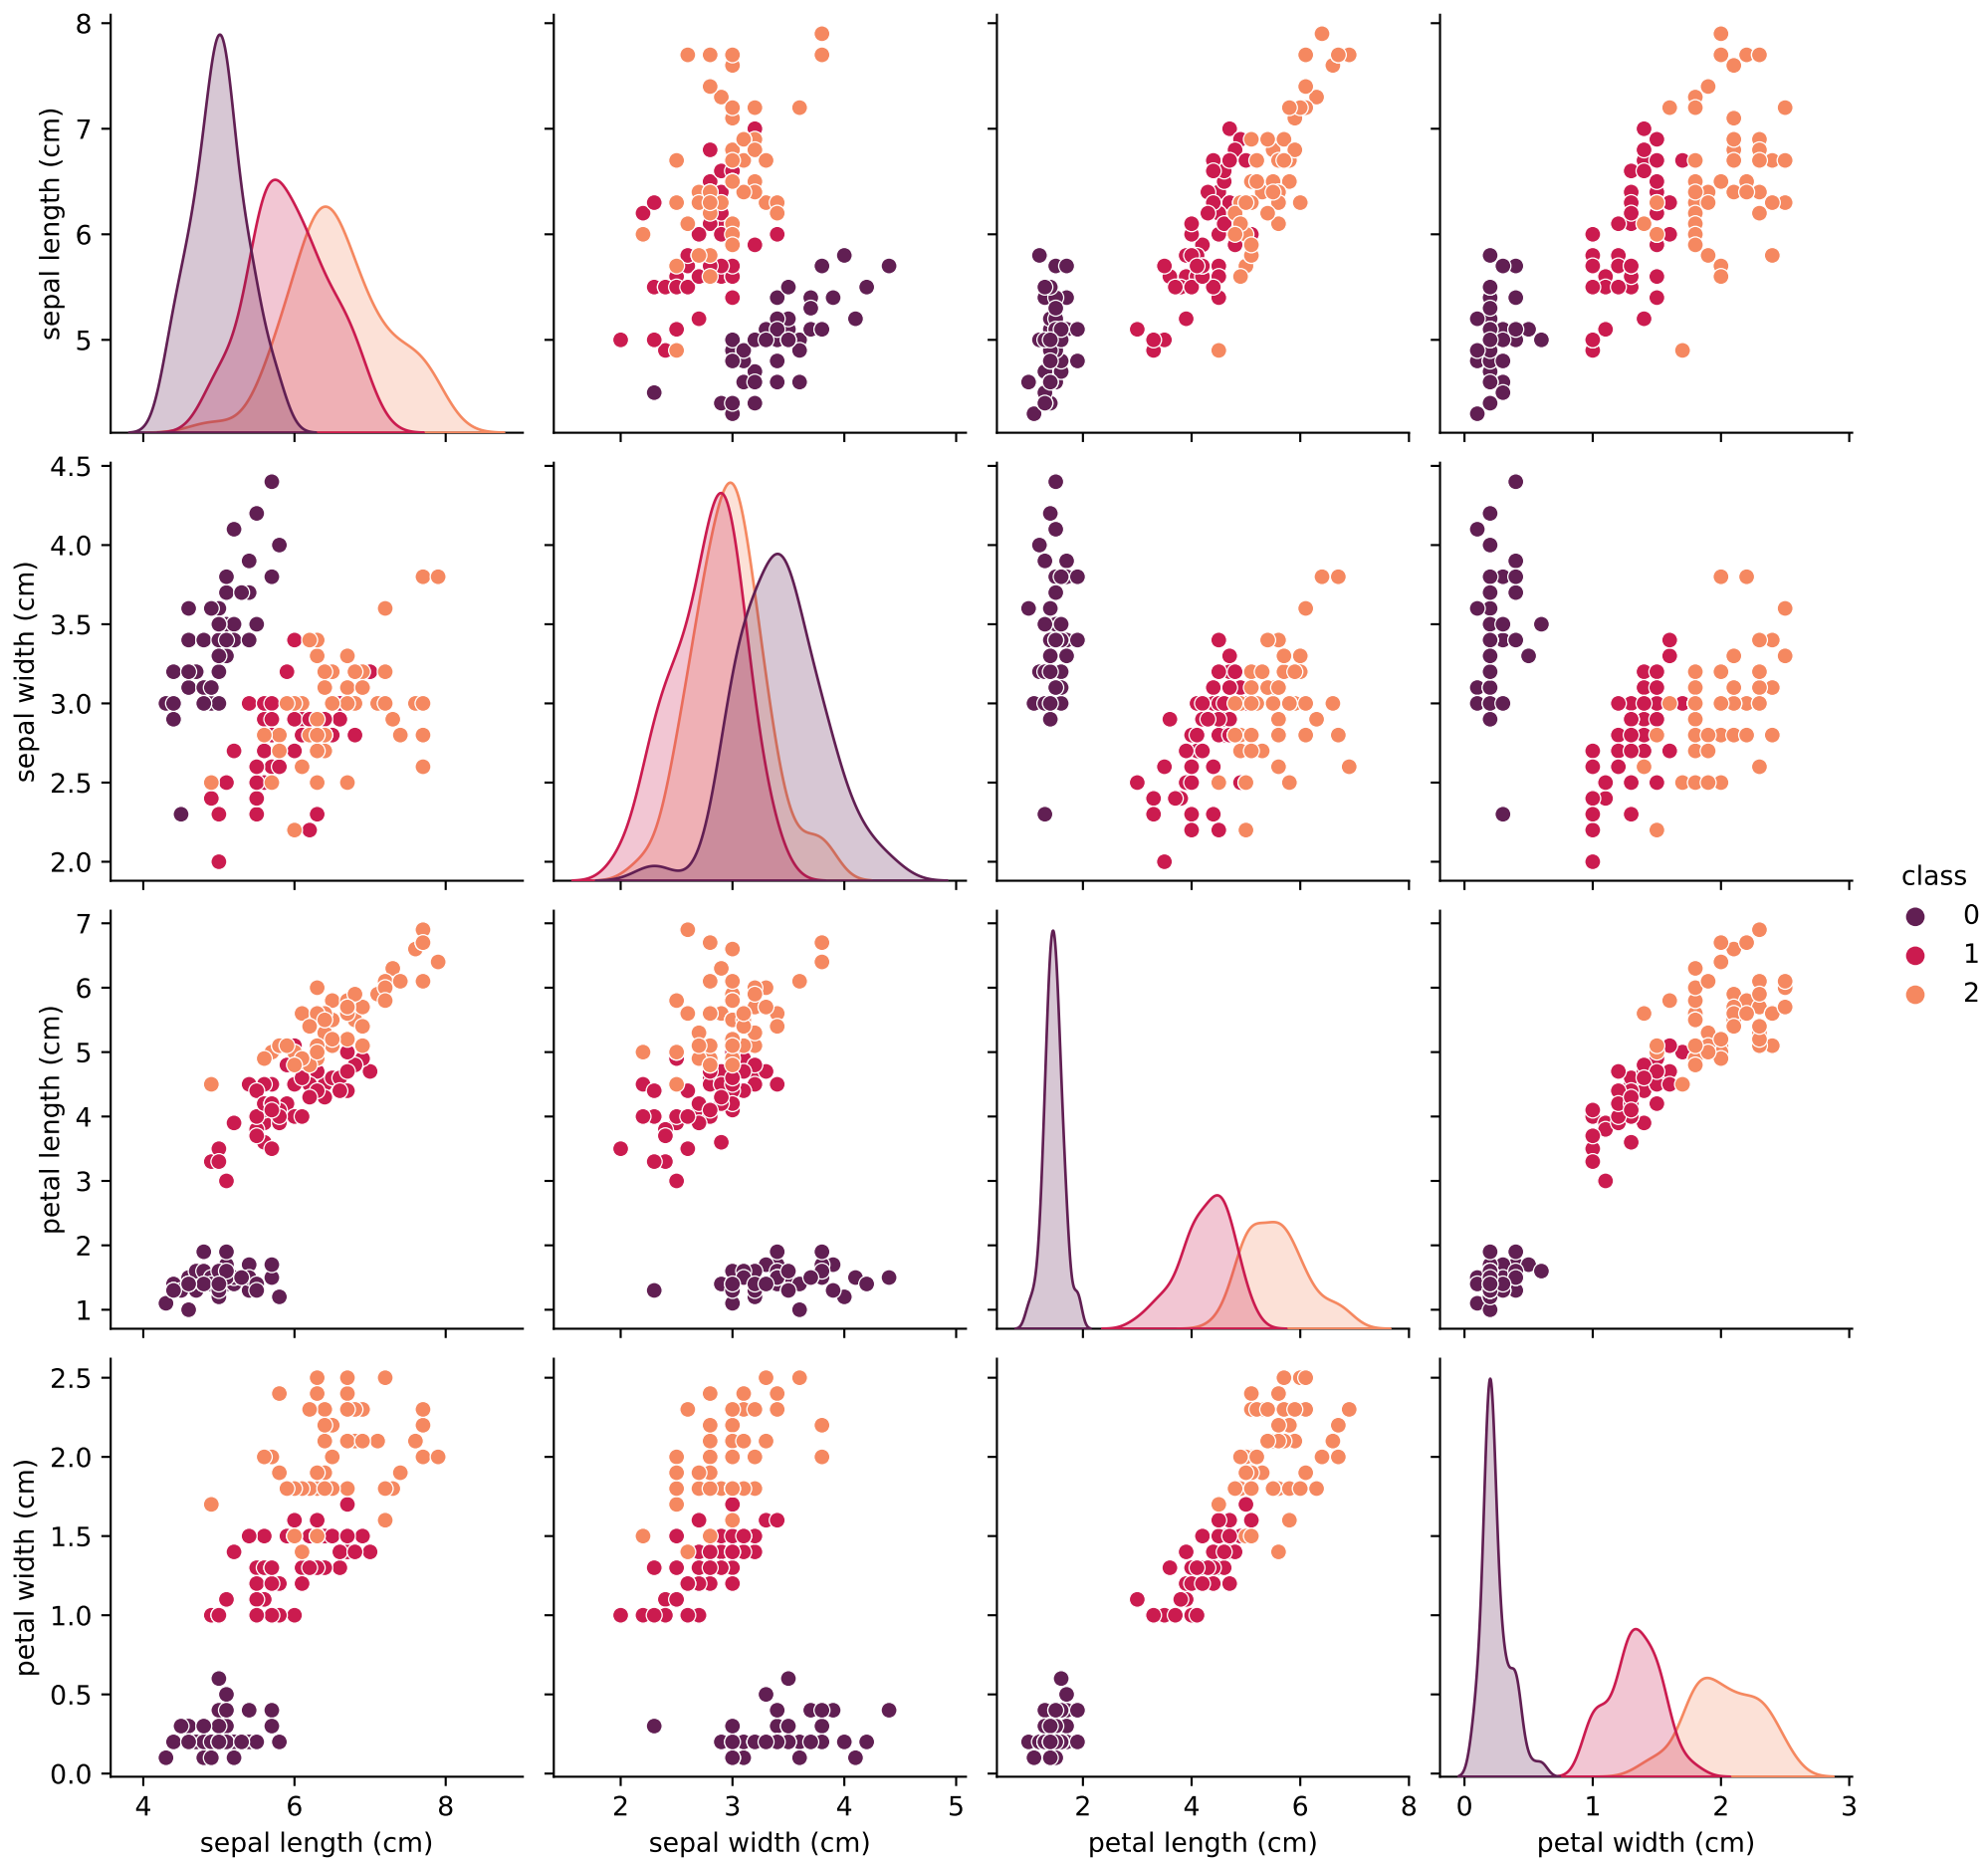 8
7
6
5
sepal length (cm)
4.5
4.0
3.5
3.0
2.5
2.0
sepal width (cm)
class
0
1
2
7
6
5
4
3
2
1
petal length (cm)
2.5
2.0
1.5
1.0
0.5
0.0
petal width (cm)
4 6 8
2 3 4 5
2 4 6 8
0 1 2 3
sepal length (cm)
sepal width (cm)
petal length (cm)
petal width (cm)